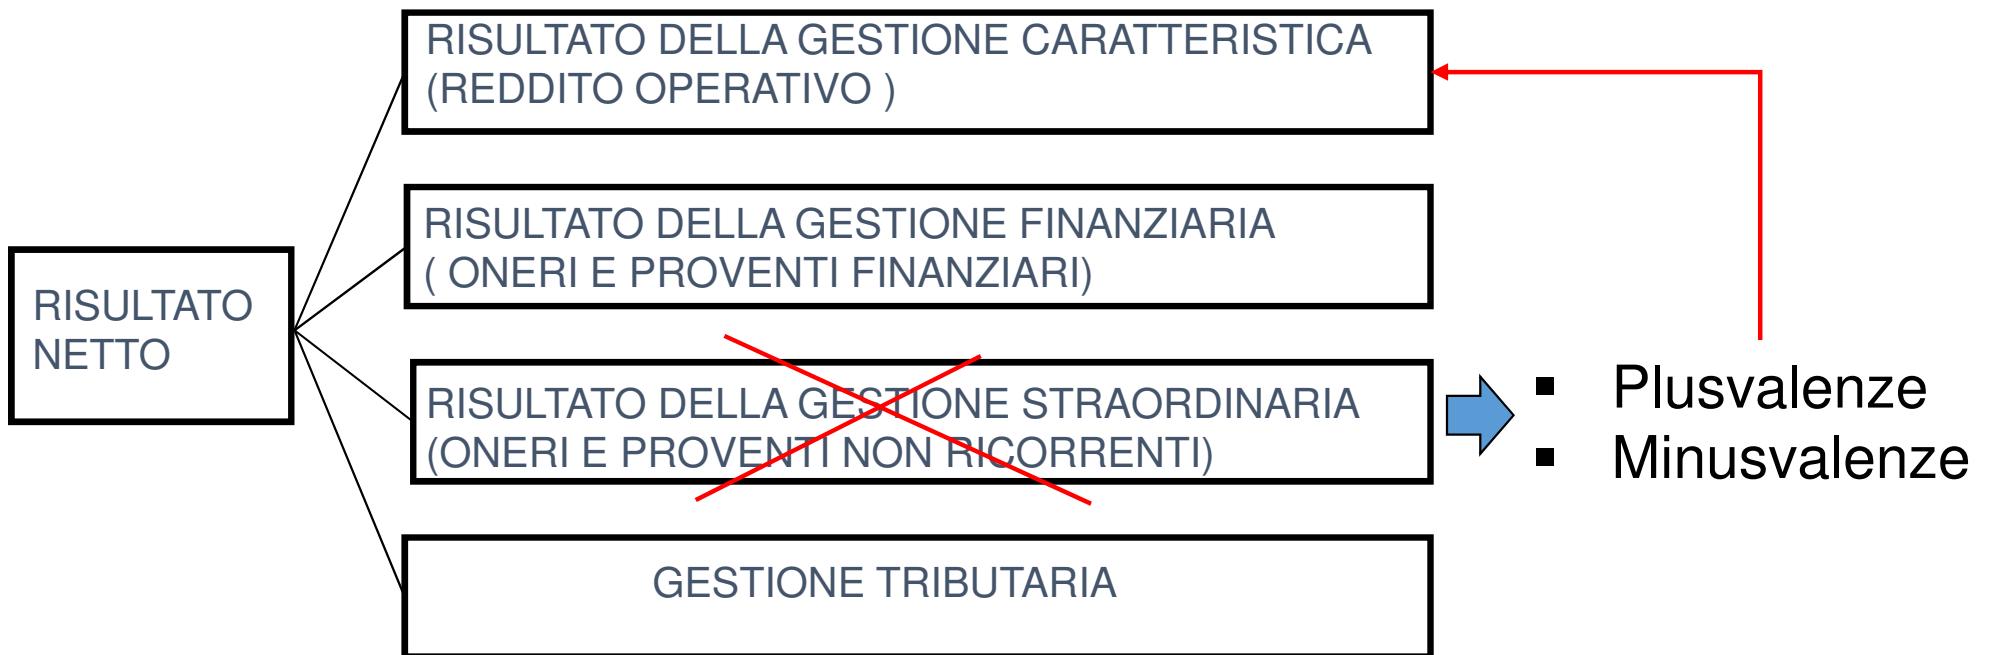 RISULTATO DELLA GESTIONE CARATTERISTICA
(REDDITO OPERATIVO )
RISULTATO DELLA GESTIONE FINANZIARIA
( ONERI E PROVENTI FINANZIARI)
RISULTATO
NETTO
RISULTATO DELLA GESTIONE STRAORDINARIA
(ONERI E PROVENTI NON RICORRENTI)
▪ Plusvalenze
▪ Minusvalenze
GESTIONE TRIBUTARIA